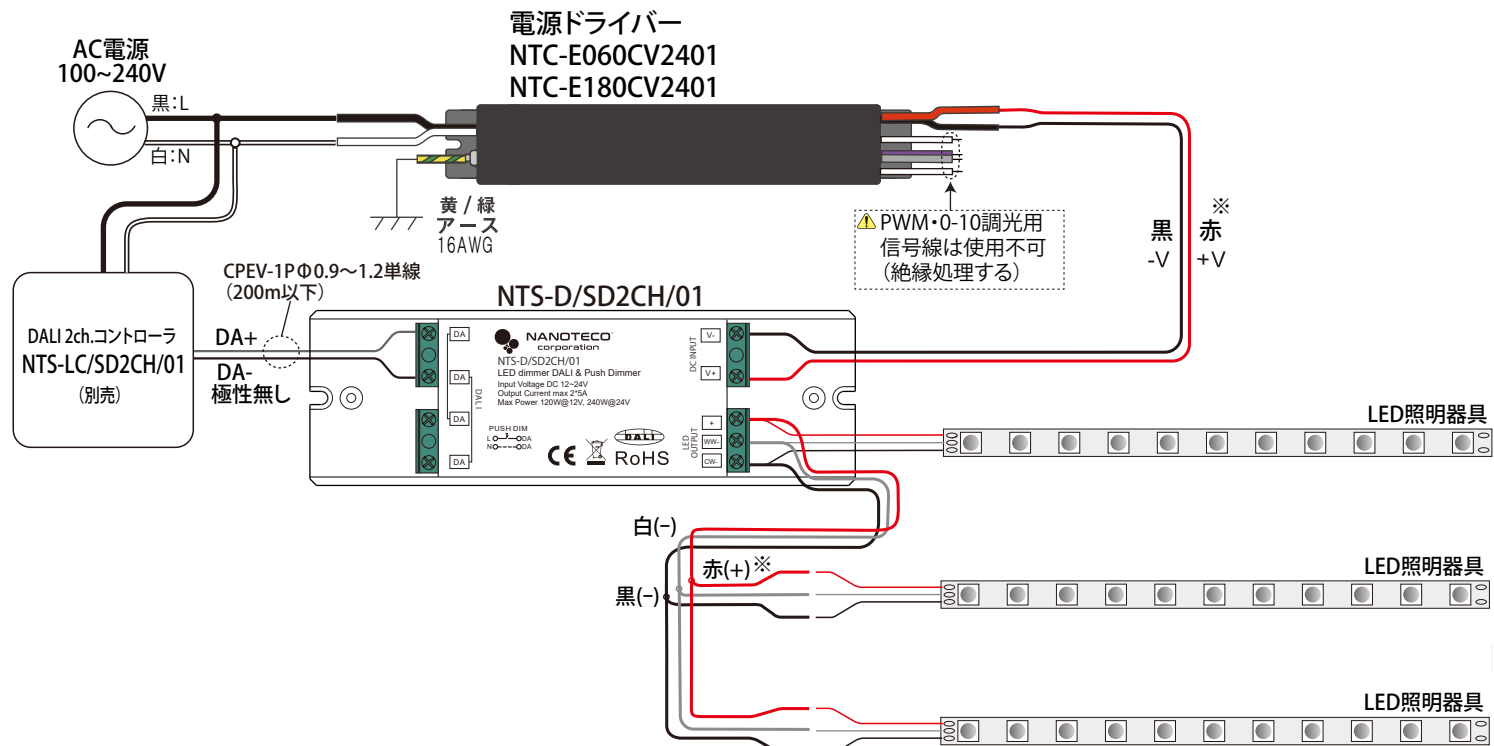 電源ドライバー
NTC-E060CV2401
NTC-E180CV2401
AC電源
100~240V
黒:L
白:N
黄 / 緑
アース
16AWG
⚠ PWM・0-10調光用
信号線は使用不可
（絶縁処理する）
※
黒 赤
-V +V
CPEV-1PΦ0.9～1.2単線
（200m以下）
NTS-D/SD2CH/01
DALI 2ch.コントローラ
NTS-LC/SD2CH/01
（別売）
DA+
DA-
極性無し
DA
DA
DA
DA
DALI
NANOTECO
corporation
NTS-D/SD2CH/01
LED dimmer DALI & Push Dimmer
Input Voltage DC 12~24V
Output Current max 2*5A
Max Power 120W@12V, 240W@24V
PUSH DIM
L DA
N DA
CE DALI RoHS
DC INPUT
V-
V+
LED OUTPUT
+
WW-
CW-
LED照明器具
白(-)
赤(+)※
黒(-)
LED照明器具
LED照明器具